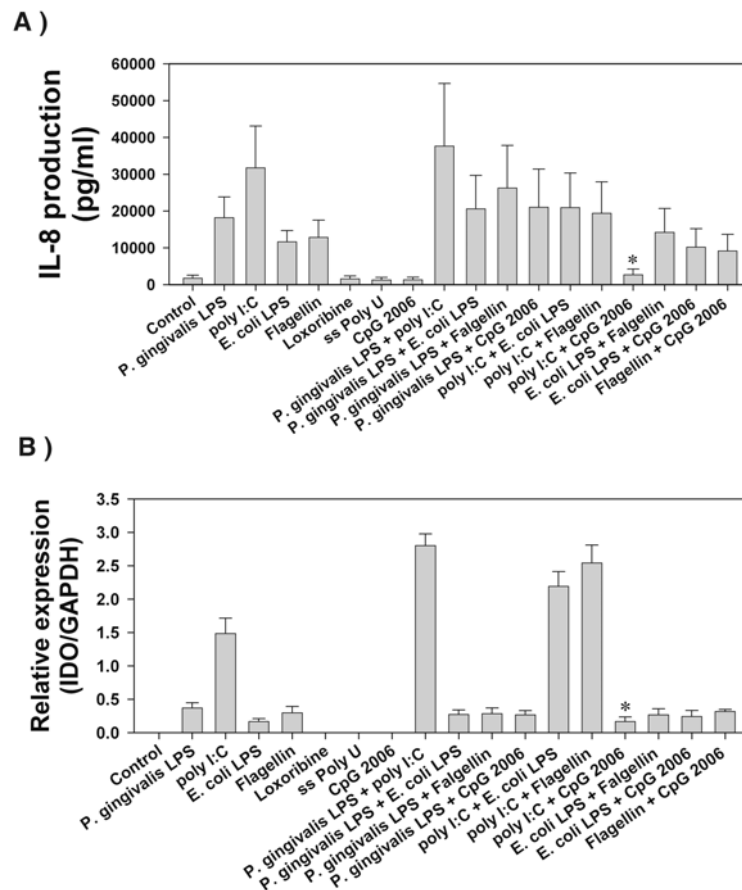 A )
IL-8 production
(pg/ml)
60000
50000
40000
30000
20000
10000
0
*
Control
P. gingivalis LPS
poly I:C
E. coli LPS
Flagellin
Loxoribine
ss Poly U
CpG 2006
P. gingivalis LPS + poly I:C
P. gingivalis LPS + E. coli LPS
P. gingivalis LPS + Falgellin
P. gingivalis LPS + CpG 2006
poly I:C + E. coli LPS
poly I:C + Flagellin
poly I:C + CpG 2006
E. coli LPS + Falgellin
E. coli LPS + CpG 2006
Flagellin + CpG 2006
B )
Relative expression
(IDO/GAPDH)
3.5
3.0
2.5
2.0
1.5
1.0
0.5
0.0
*
Control
P. gingivalis LPS
poly I:C
E. coli LPS
Flagellin
Loxoribine
ss Poly U
CpG 2006
P. gingivalis LPS + poly I:C
P. gingivalis LPS + E. coli LPS
P. gingivalis LPS + Falgellin
P. gingivalis LPS + CpG 2006
poly I:C + E. coli LPS
poly I:C + Flagellin
poly I:C + CpG 2006
E. coli LPS + Falgellin
E. coli LPS + CpG 2006
Flagellin + CpG 2006